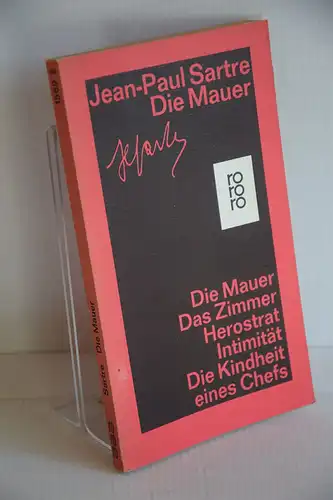 Jean-Paul Sartre
Die Mauer
ro
ro
ro
Die Mauer
Das Zimmer
Herostrat
Intimität
Die Kindheit
eines Chefs
Sartre Die Mauer